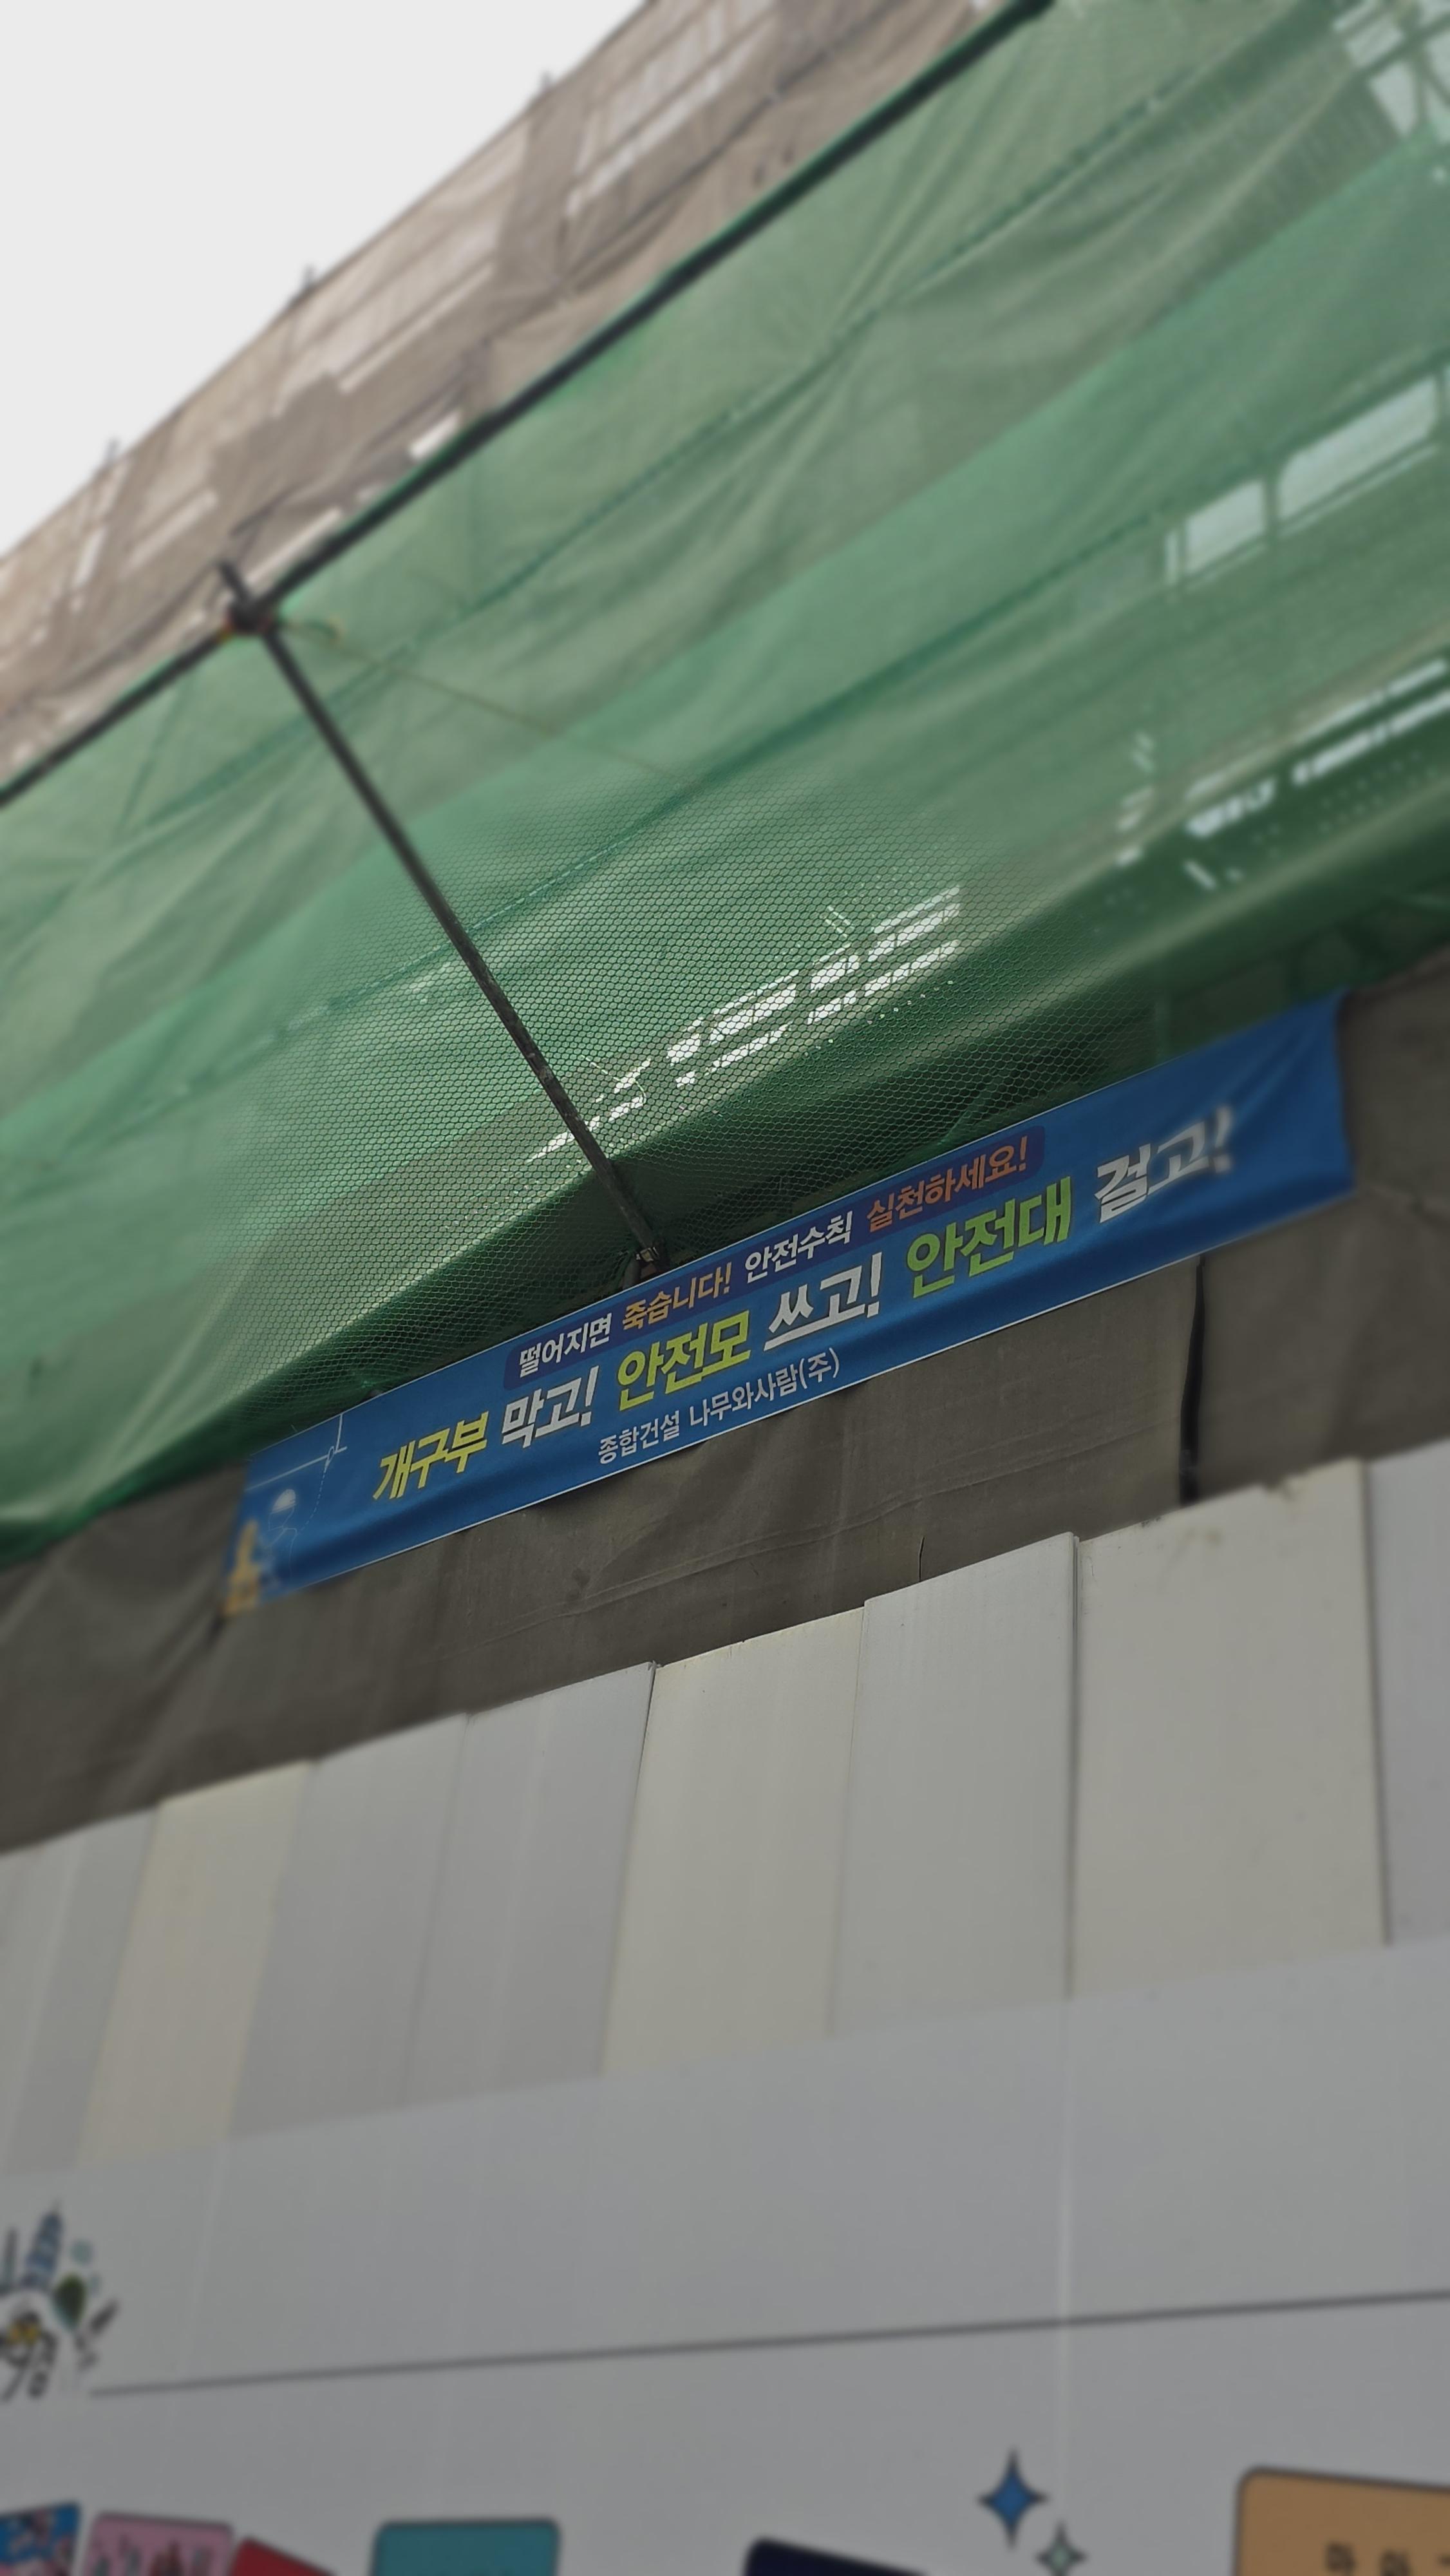 떨어지면 죽습니다! 안전수칙 실천하세요!
개구부 막고! 안전모 쓰고! 안전대 걸고!
종합건설 나무와사람(주)